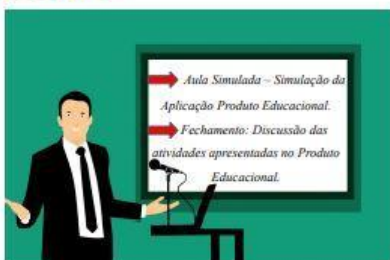 Aula Simulada – Simulação da
Aplicação Produto Educacional.
Fechamento: Discussão das
atividades apresentadas no Produto
Educacional.